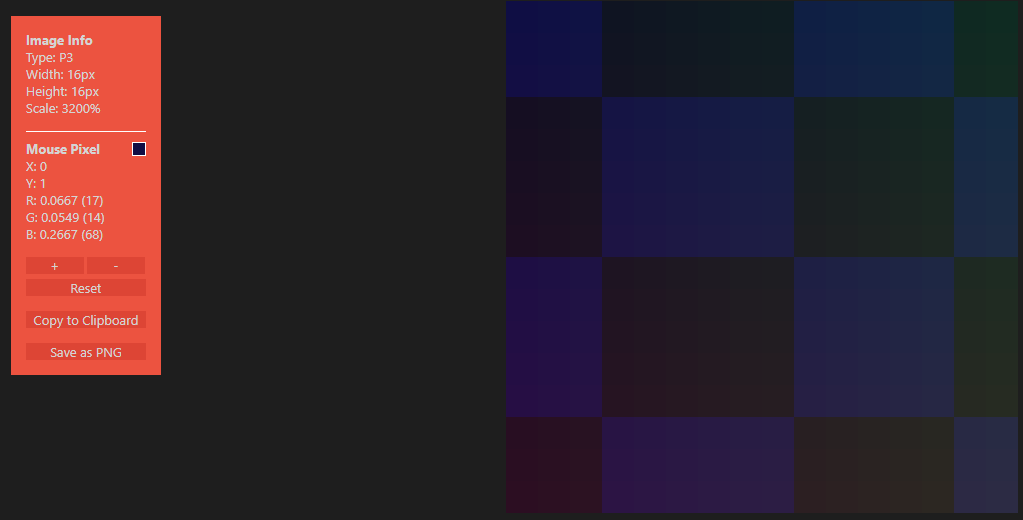 Image Info
Type: P3
Width: 16px
Height: 16px
Scale: 3200%
Mouse Pixel
X: 0
Y: 1
R: 0.0667 (17)
G: 0.0549 (14)
B: 0.2667 (68)
+ -
Reset
Copy to Clipboard
Save as PNG